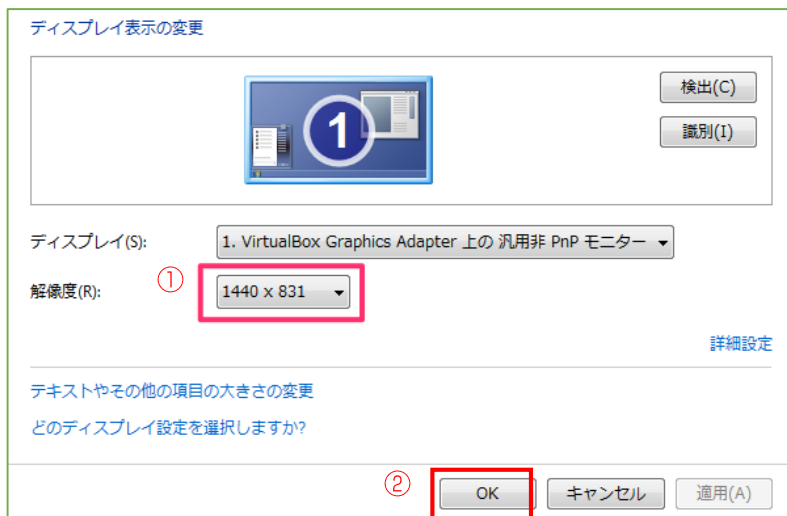 ディスプレイ表示の変更
1
検出(C)
識別(I)
ディスプレイ(S):
1. VirtualBox Graphics Adapter 上の 汎用非 PnP モニター
①
解像度(R):
1440 x 831
詳細設定
テキストやその他の項目の大きさの変更
どのディスプレイ設定を選択しますか?
②
OK
キャンセル
適用(A)